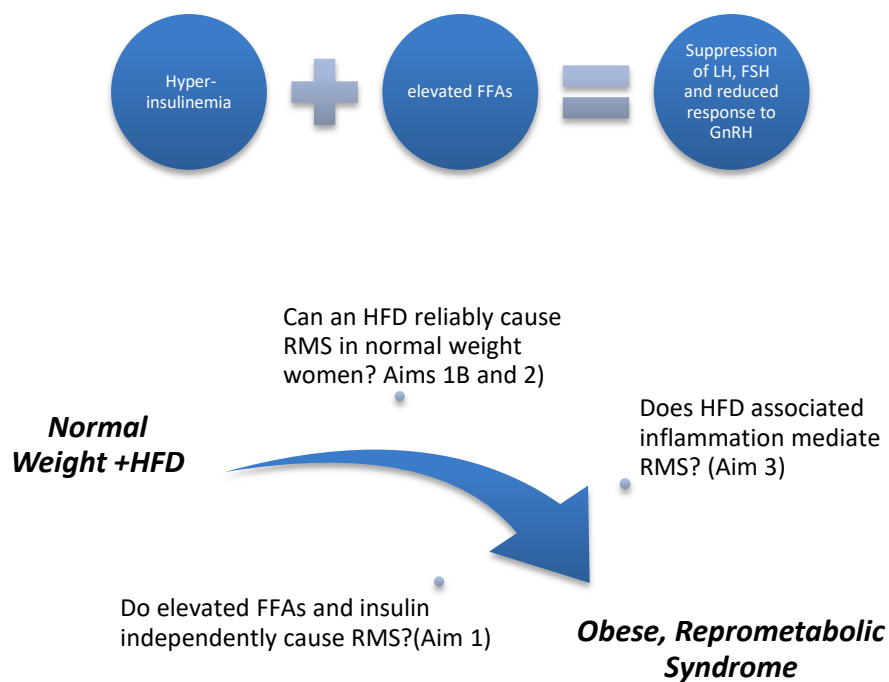 Hyper-
insulinemia
elevated FFAs
Suppression
of LH, FSH
and reduced
response to
GnRH
Can an HFD reliably cause
RMS in normal weight
women? Aims 1B and 2)
Normal
Weight +HFD
Does HFD associated
inflammation mediate
RMS? (Aim 3)
Do elevated FFAs and insulin
independently cause RMS?(Aim 1)
Obese, Reprometabolic
Syndrome